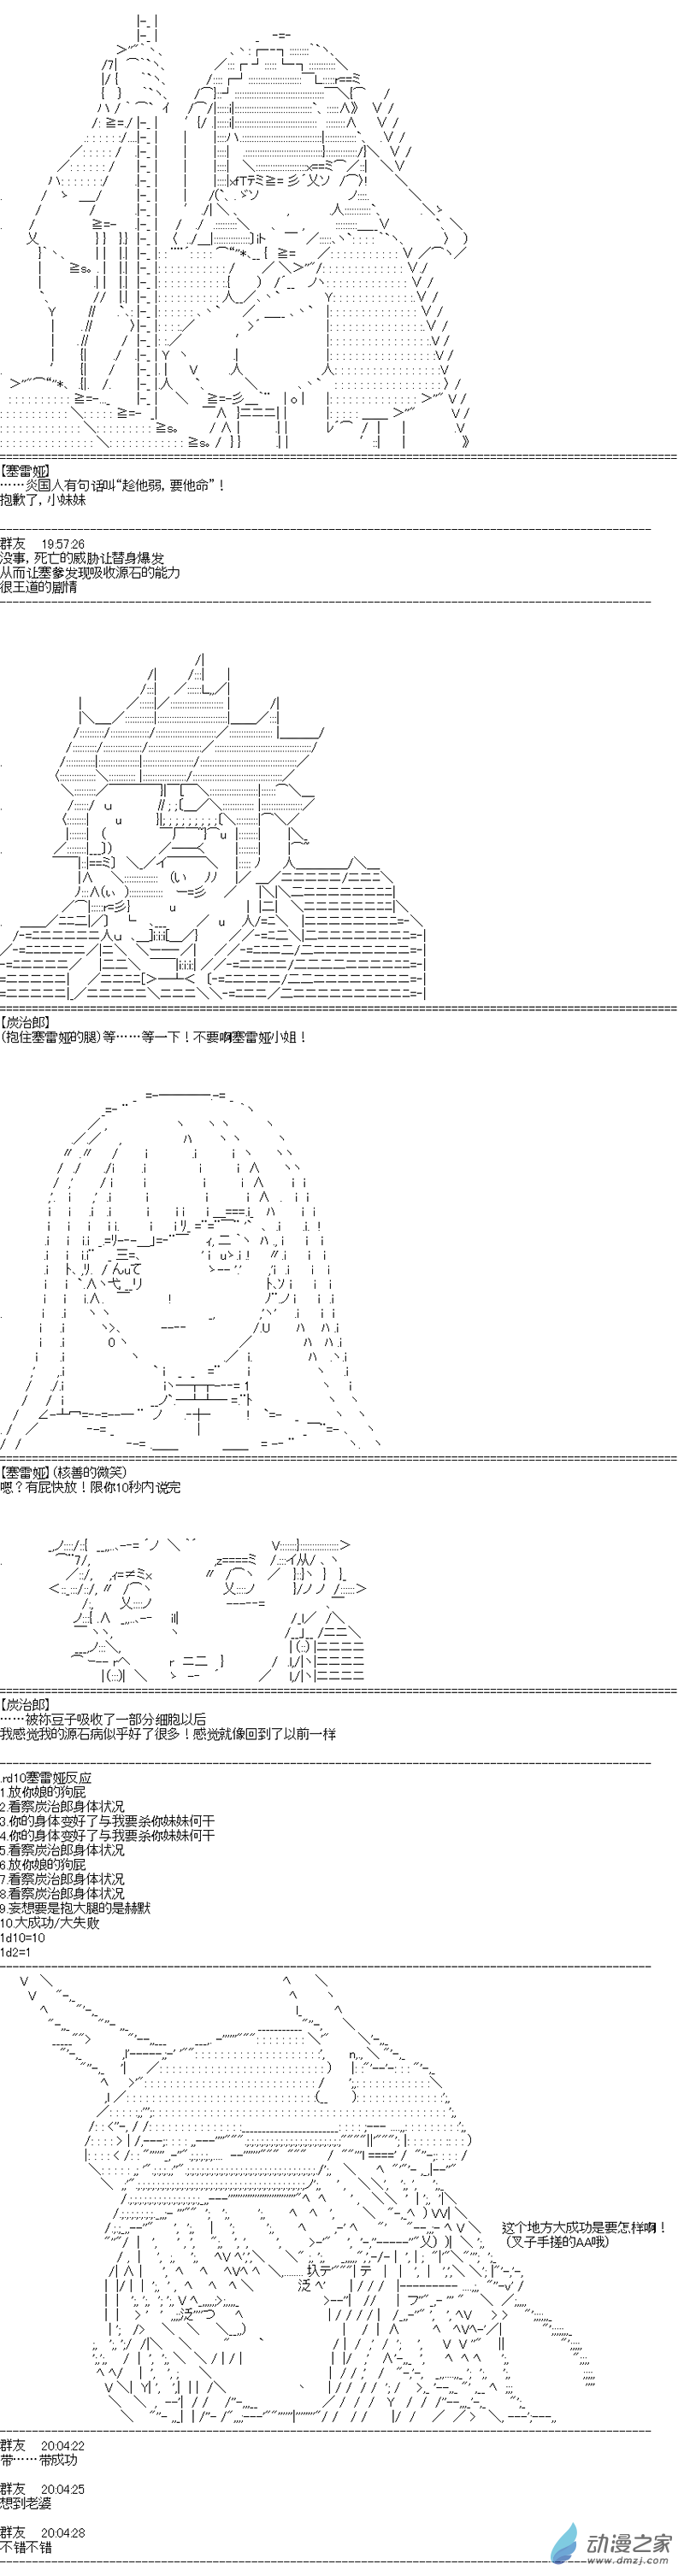 【塞雷娅】
……炎国人有句话叫“趁他弱，要他命”！
抱歉了，小妹妹
群友 19:57:26
没事，死亡的威胁让替身爆发
从而让塞爹发现吸收源石的能力
很王道的剧情
【炭治郎】
(抱住塞雷娅的腿)等……等一下！不要啊塞雷娅小姐！
【塞雷娅】(核善的微笑)
嗯？有屁快放！限你10秒内说完
【炭治郎】
……被祢豆子吸收了一部分细胞以后
我感觉我的源石病似乎好了很多！感觉就像回到了以前一样
.rd10塞雷娅反应
1.放你娘的狗屁
2.看察炭治郎身体状况
3.你的身体变好了与我要杀你妹妹何干
4.你的身体变好了与我要杀你妹妹何干
5.看察炭治郎身体状况
6.放你娘的狗屁
7.看察炭治郎身体状况
8.看察炭治郎身体状况
9.妄想要是抱大腿的是赫默
10.大成功/大失败
1d10=10
1d2=1
这个地方大成功是要怎样啊！
(叉子手搓的AA哦)
群友 20:04:22
带……带成功
群友 20:04:25
想到老婆
群友 20:04:28
不错不错
动漫之家
www.dmzj.com